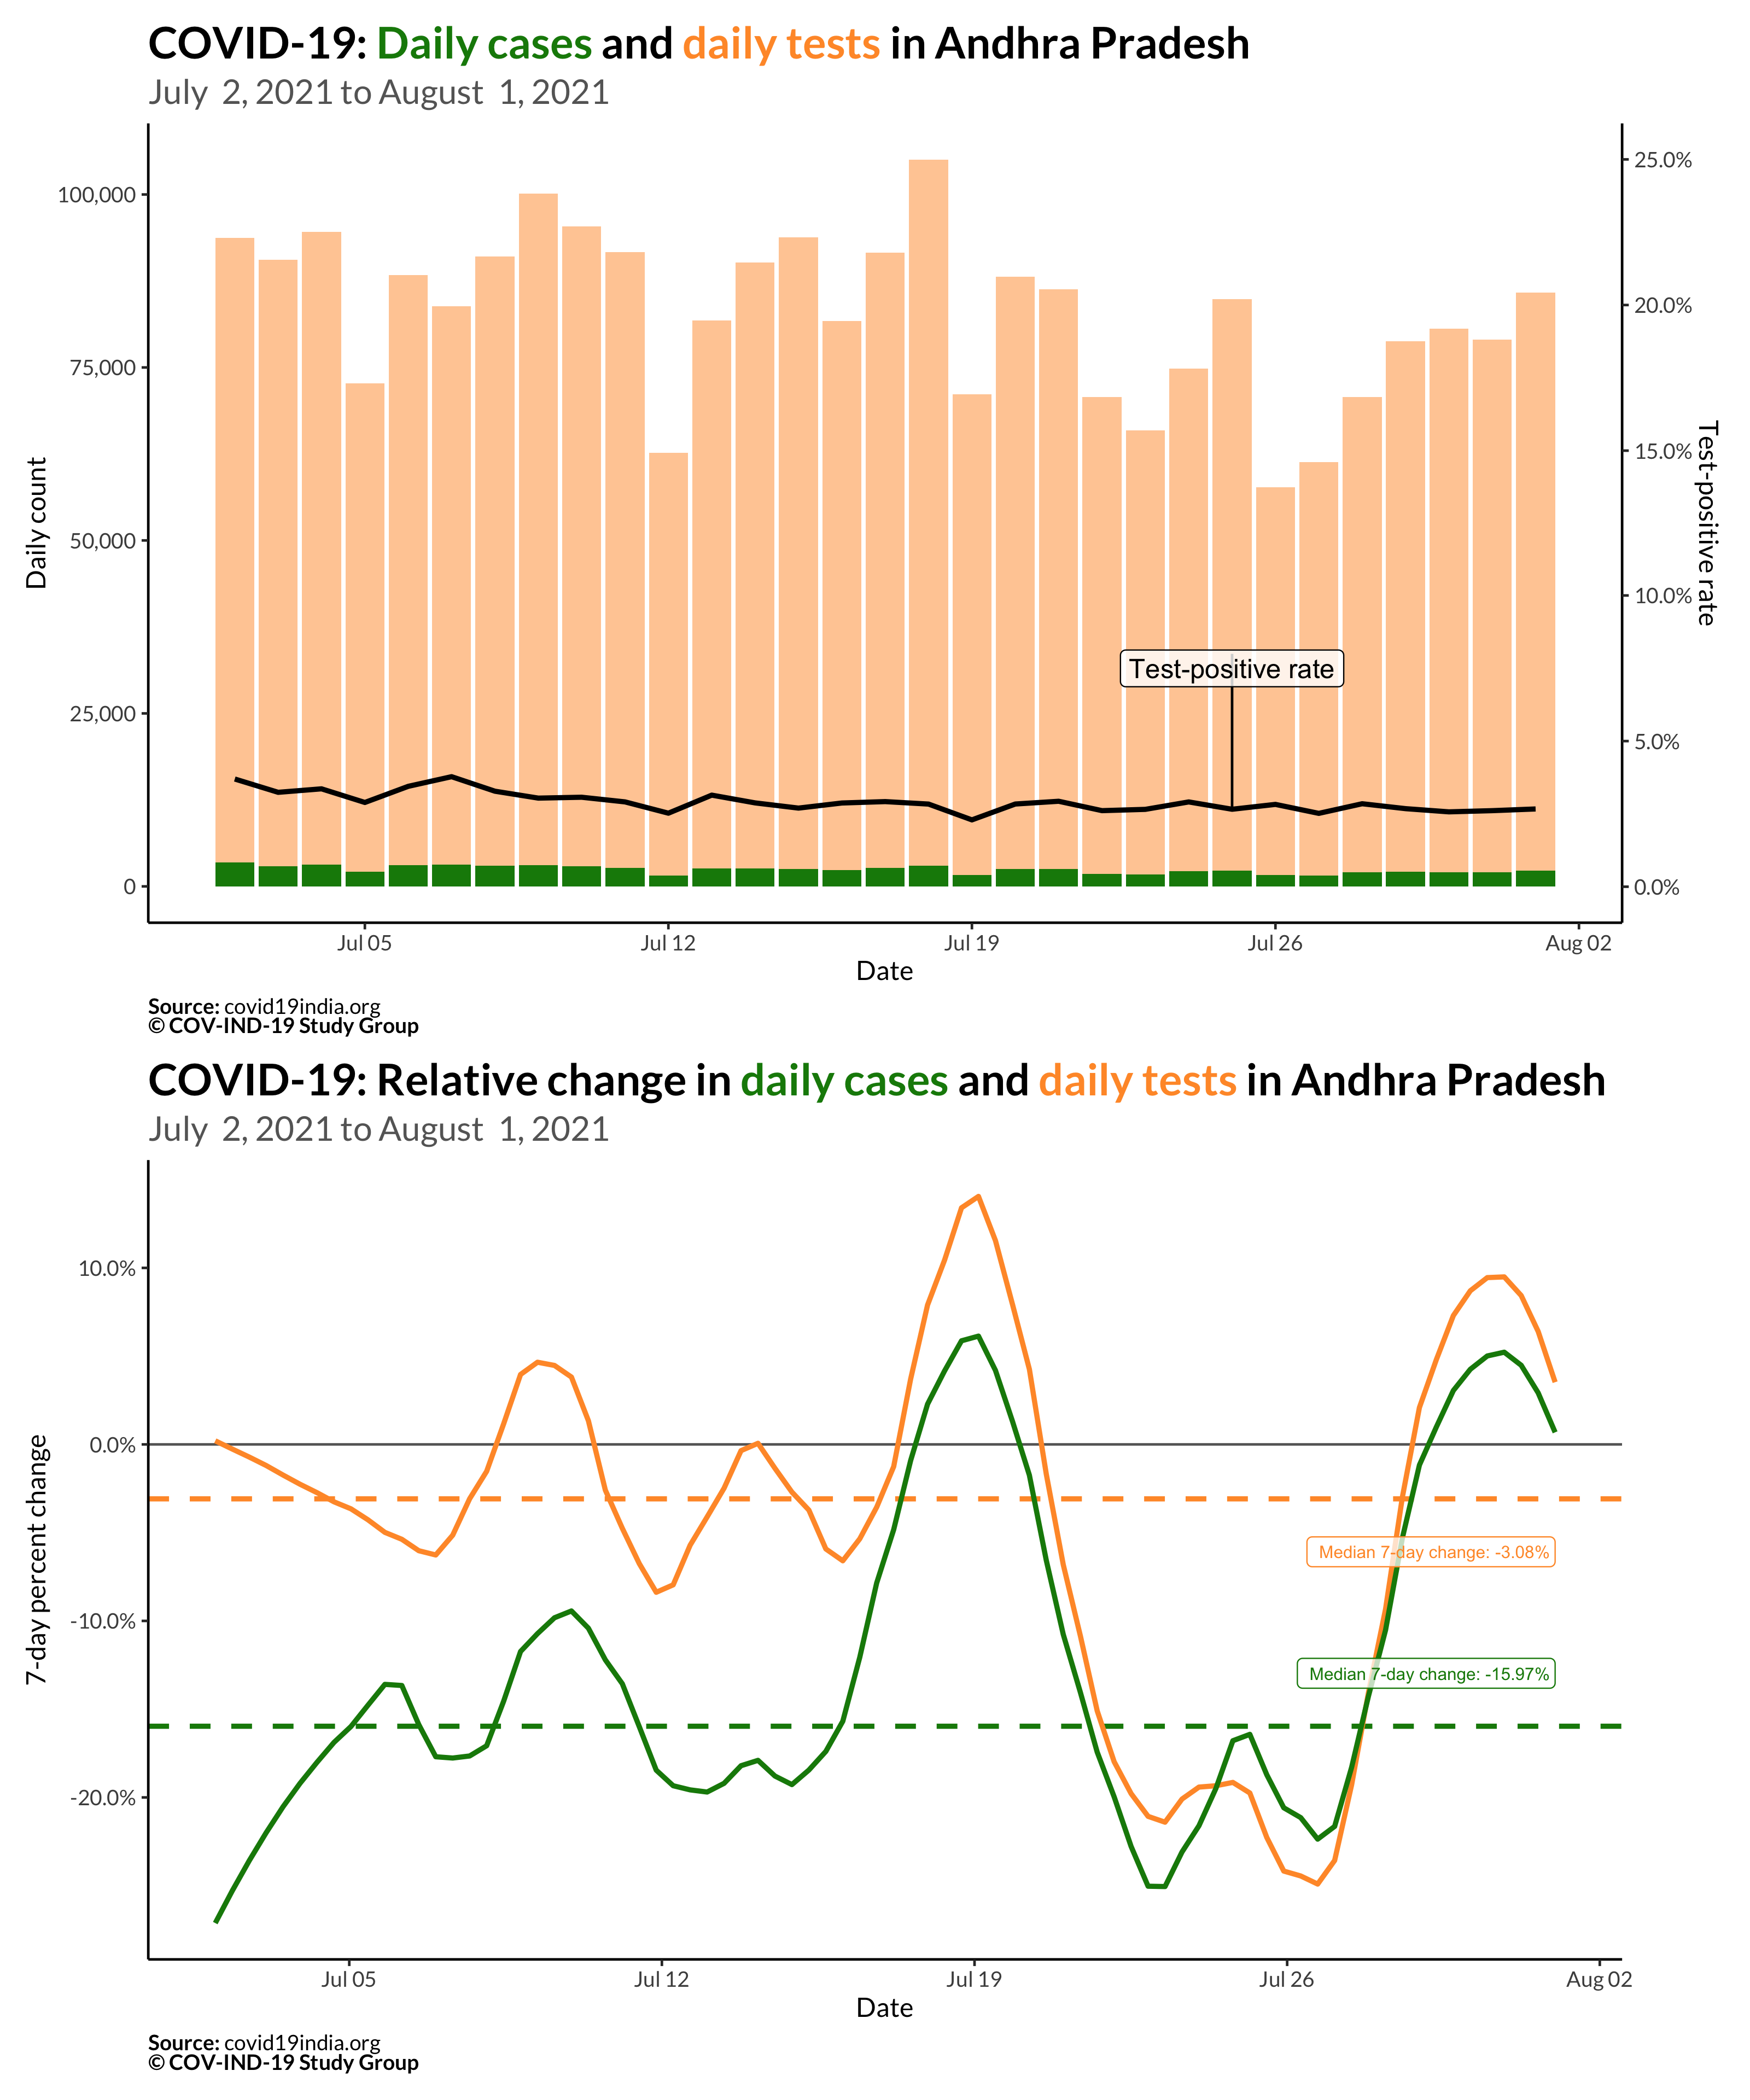 COVID-19: Daily cases and daily tests in Andhra Pradesh
July  2, 2021 to August  1, 2021
Daily count
100,000
75,000
50,000
25,000
0
25.0%
20.0%
15.0%
10.0%
5.0%
0.0%
Test-positive rate
Test-positive rate
Jul 05 Jul 12 Jul 19 Jul 26 Aug 02
Date
Source: covid19india.org
© COV-IND-19 Study Group
COVID-19: Relative change in daily cases and daily tests in Andhra Pradesh
July  2, 2021 to August  1, 2021
7-day percent change
10.0%
0.0%
-10.0%
-20.0%
Median 7-day change: -3.08%
Median 7-day change: -15.97%
Jul 05 Jul 12 Jul 19 Jul 26 Aug 02
Date
Source: covid19india.org
© COV-IND-19 Study Group